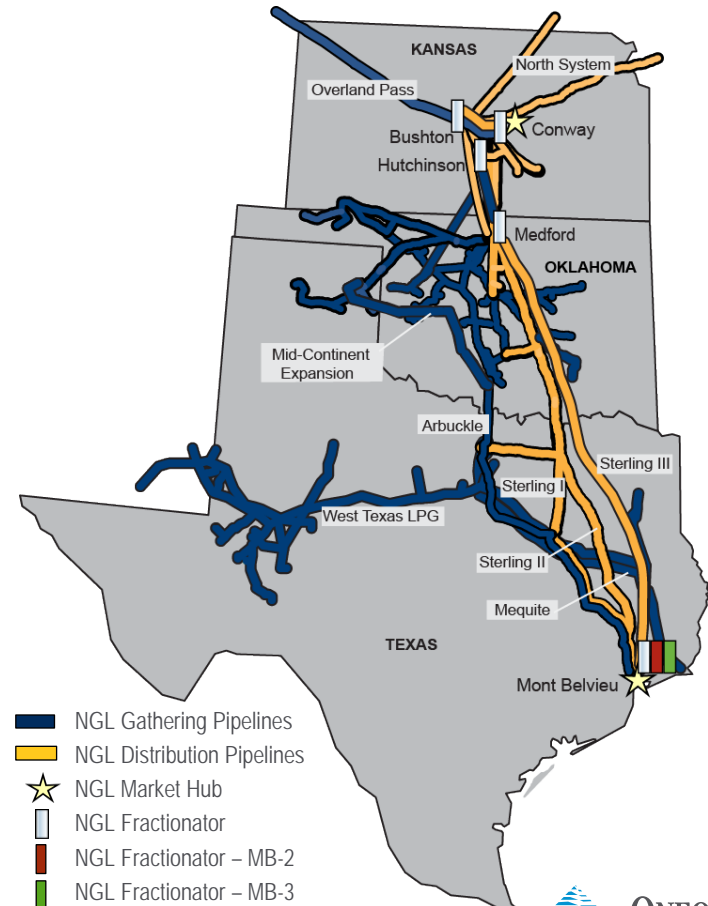 KANSAS
North System
Overland Pass
Bushton
Conway
Hutchinson
Medford
OKLAHOMA
Mid-Continent
Expansion
Arbuckle
Sterling III
Sterling I
West Texas LPG
Sterling II
Mequite
TEXAS
Mont Belvieu
NGL Gathering Pipelines
NGL Distribution Pipelines
NGL Market Hub
NGL Fractionator
NGL Fractionator – MB-2
NGL Fractionator – MB-3